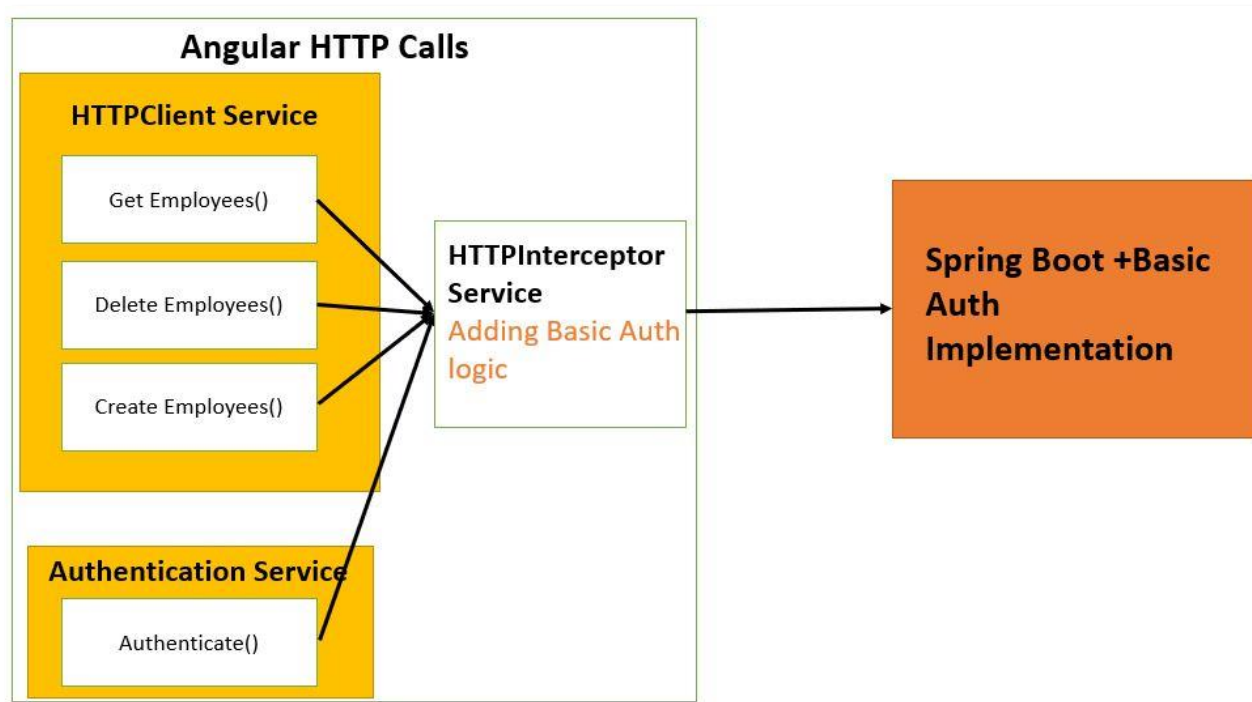 Angular HTTP Calls
HTTPClient Service
Get Employees()
Delete Employees()
Create Employees()
Authentication Service
Authenticate()
HTTPInterceptor
Service
Adding Basic Auth
logic
Spring Boot +Basic
Auth
Implementation